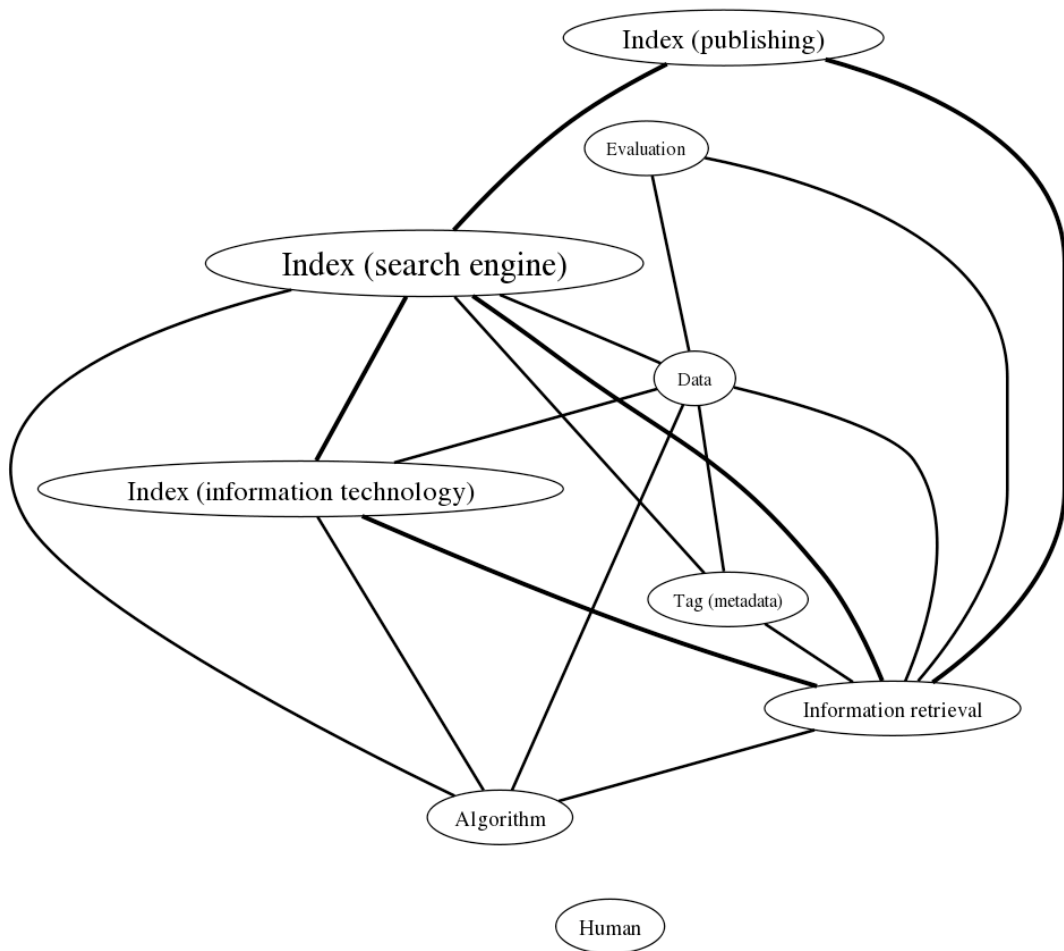 Index (publishing)
Evaluation
Index (search engine)
Data
Index (information technology)
Tag (metadata)
Information retrieval
Algorithm
Human